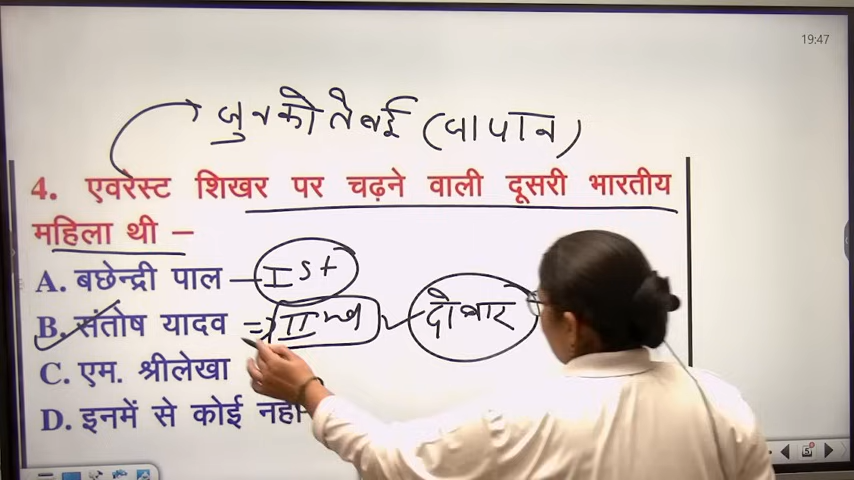 19:47
जुनको तेबई (जापान)
4. एवरेस्ट शिखर पर चढ़ने वाली दूसरी भारतीय
महिला थी –
A. बछेन्द्री पाल – Ist
B. संतोष यादव => IInd दोबार
C. एम. श्रीलेखा
D. इनमें से कोई नहीं